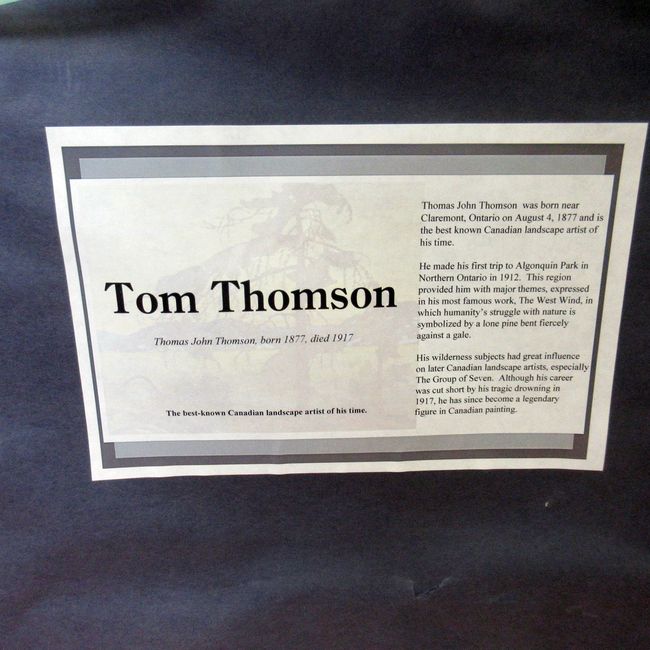 Tom Thomson
Thomas John Thomson, born 1877, died 1917
The best-known Canadian landscape artist of his time.
Thomas John Thomson was born near
Claremont, Ontario on August 4, 1877 and is
the best known Canadian landscape artist of
his time.
He made his first trip to Algonquin Park in
Northern Ontario in 1912. This region
provided him with major themes, expressed
in his most famous work, The West Wind, in
which humanity's struggle with nature is
symbolized by a lone pine bent fiercely
against a gale.
His wilderness subjects had great influence
on later Canadian landscape artists, especially
The Group of Seven. Although his career
was cut short by his tragic drowning in
1917, he has since become a legendary
figure in Canadian painting.